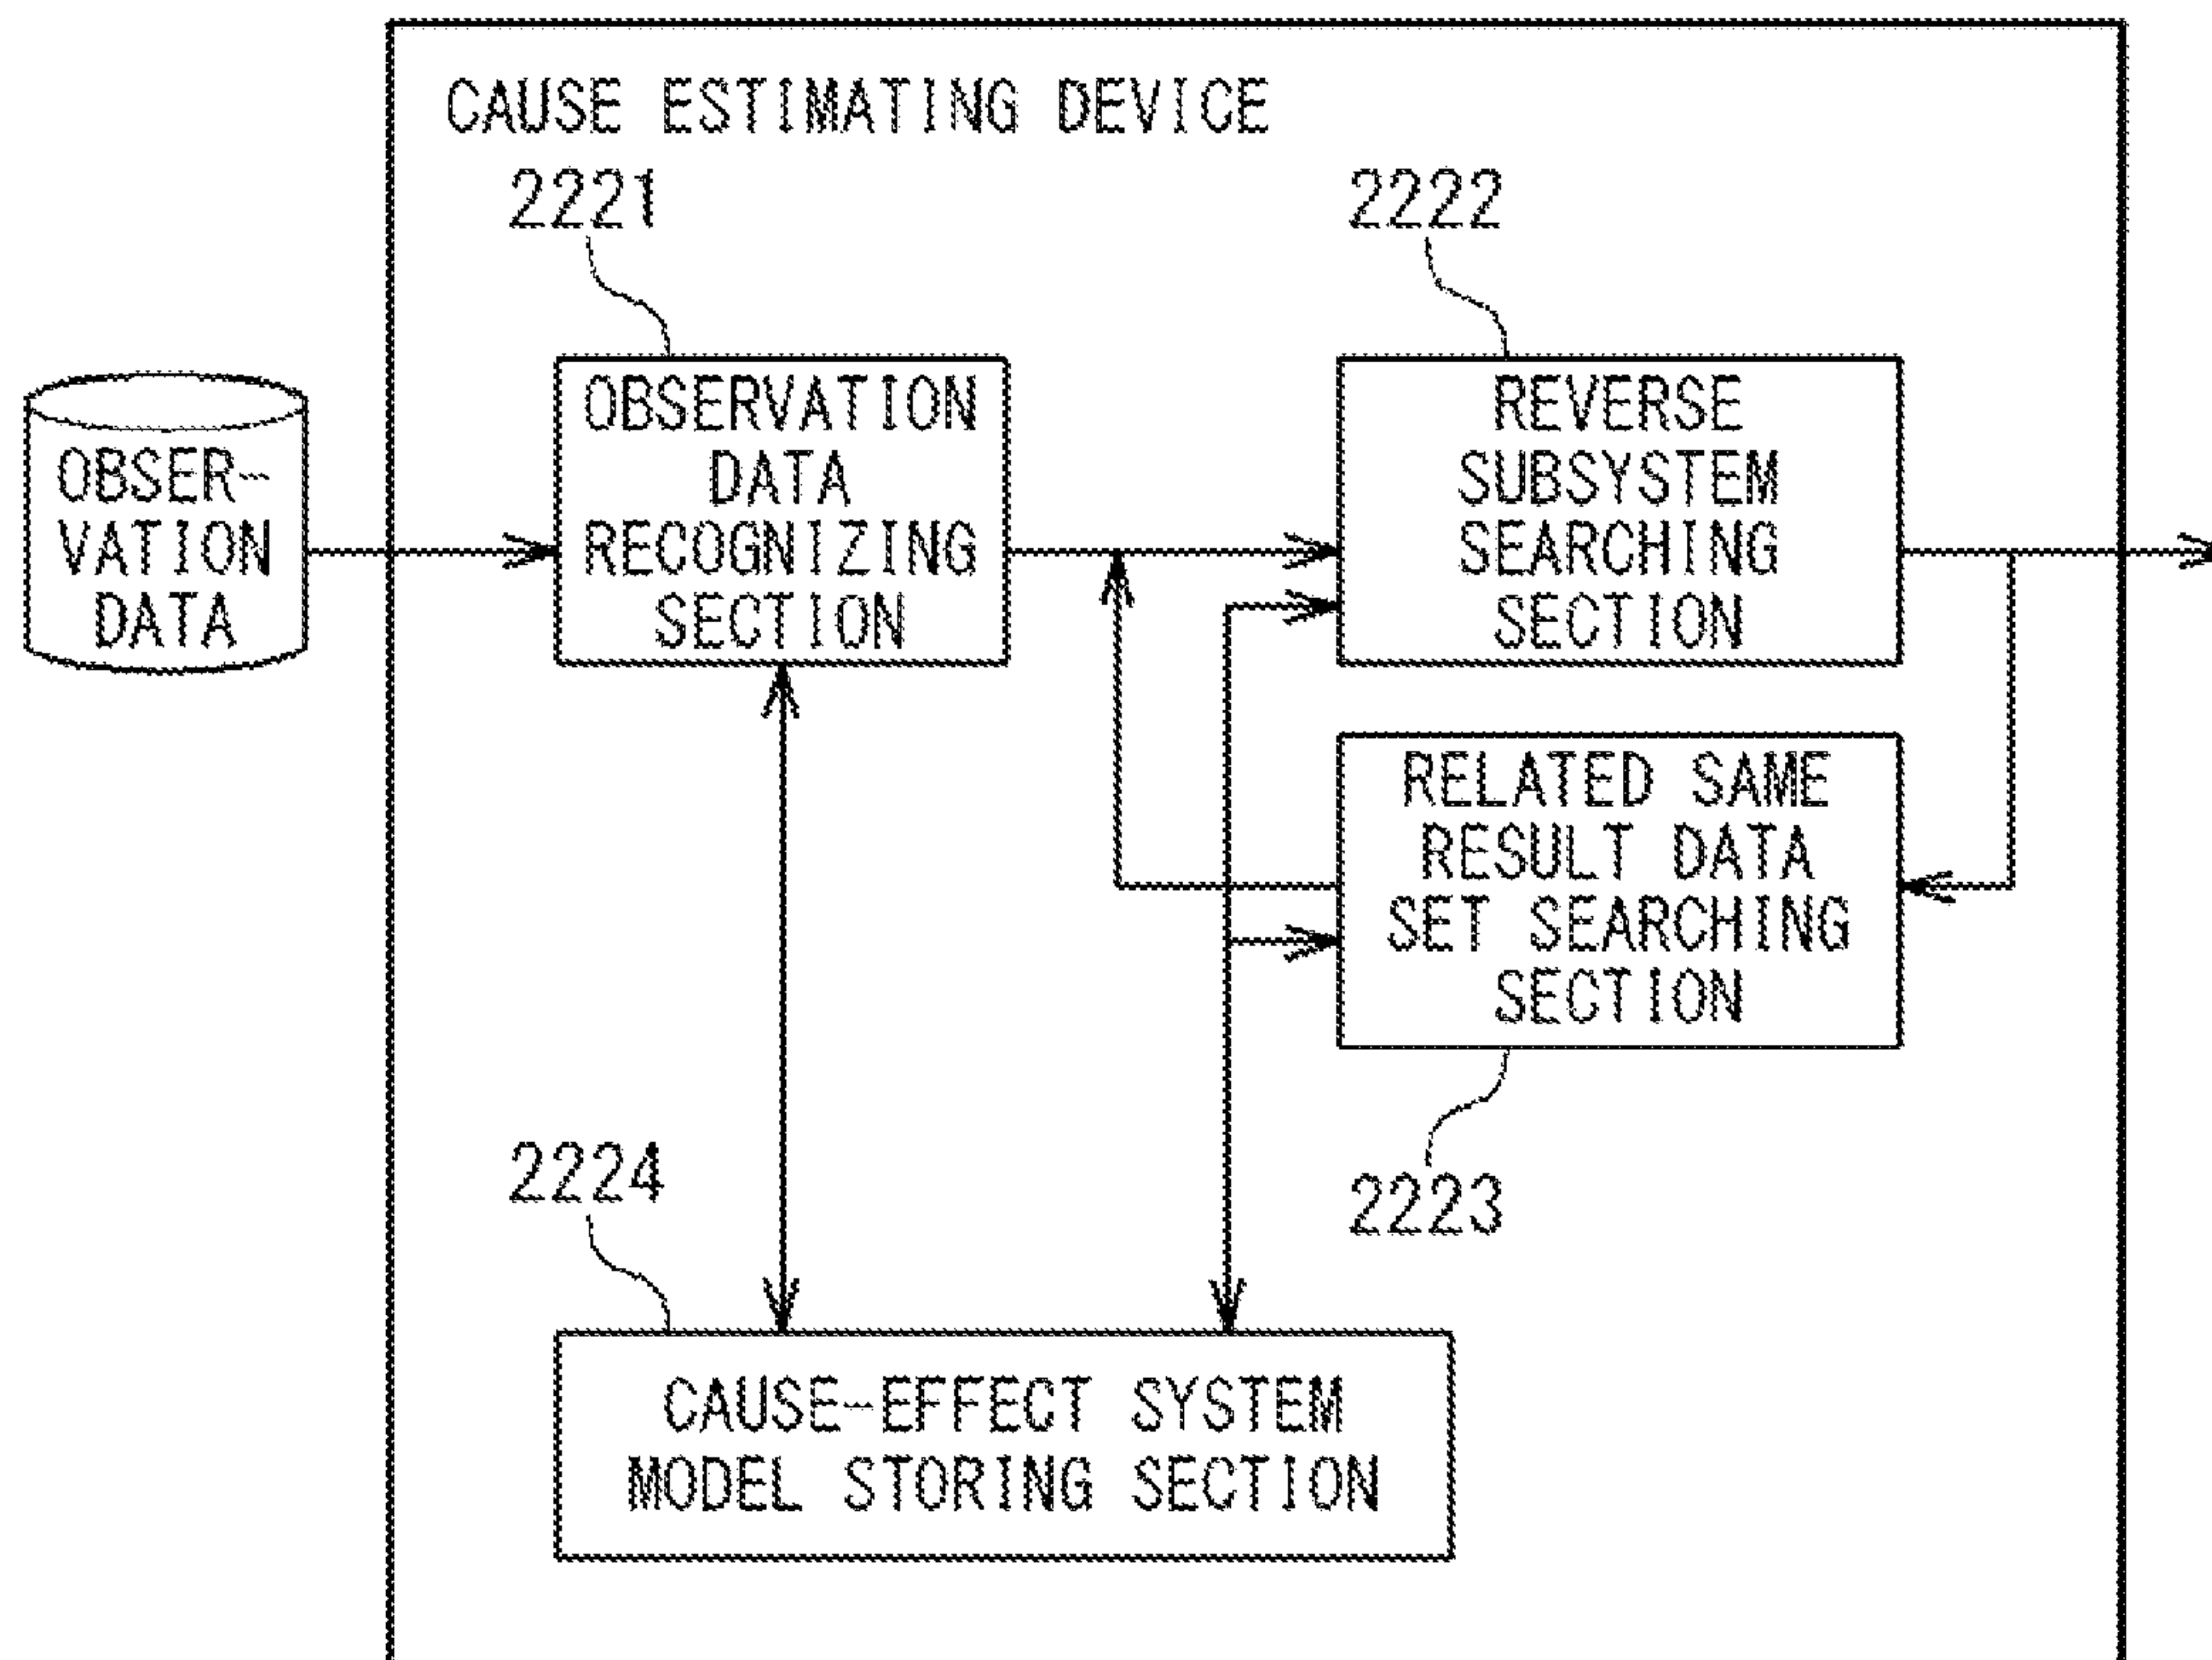 CAUSE ESTIMATING DEVICE
2221
2222
OBSER-
VATION
DATA
OBSERVATION
DATA
RECOGNIZING
SECTION
REVERSE
SUBSYSTEM
SEARCHING
SECTION
RELATED SAME
RESULT DATA
SET SEARCHING
SECTION
2224
2223
CAUSE-EFFECT SYSTEM
MODEL STORING SECTION